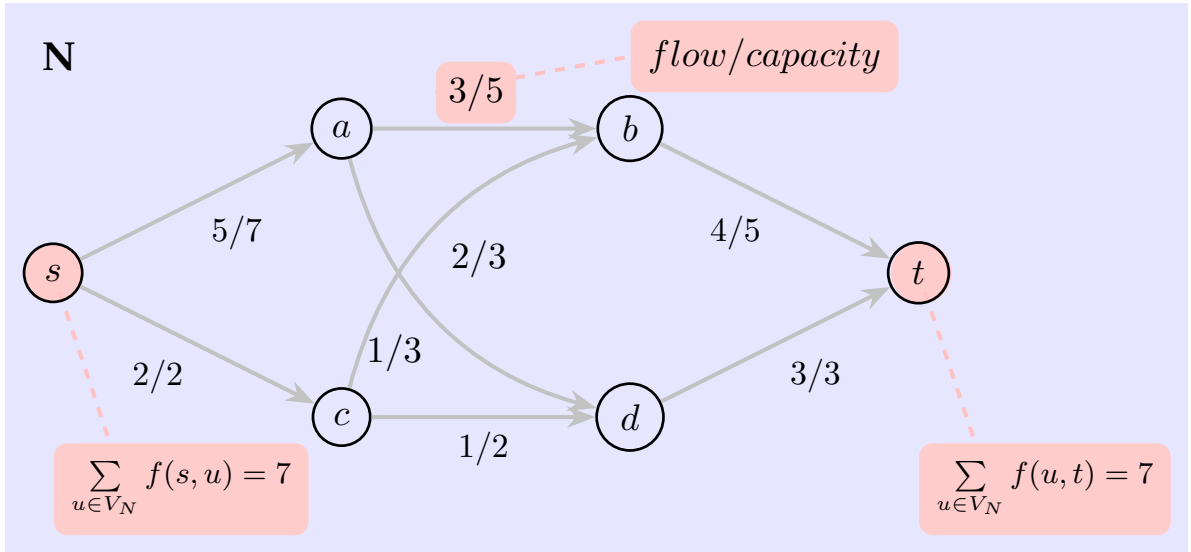 N
flow/capacity
3/5
a
b
5/7
2/3
4/5
s
t
2/2
1/3
3/3
c
d
1/2
∑ f(s, u) = 7
u∈V_N
∑ f(u, t) = 7
u∈V_N